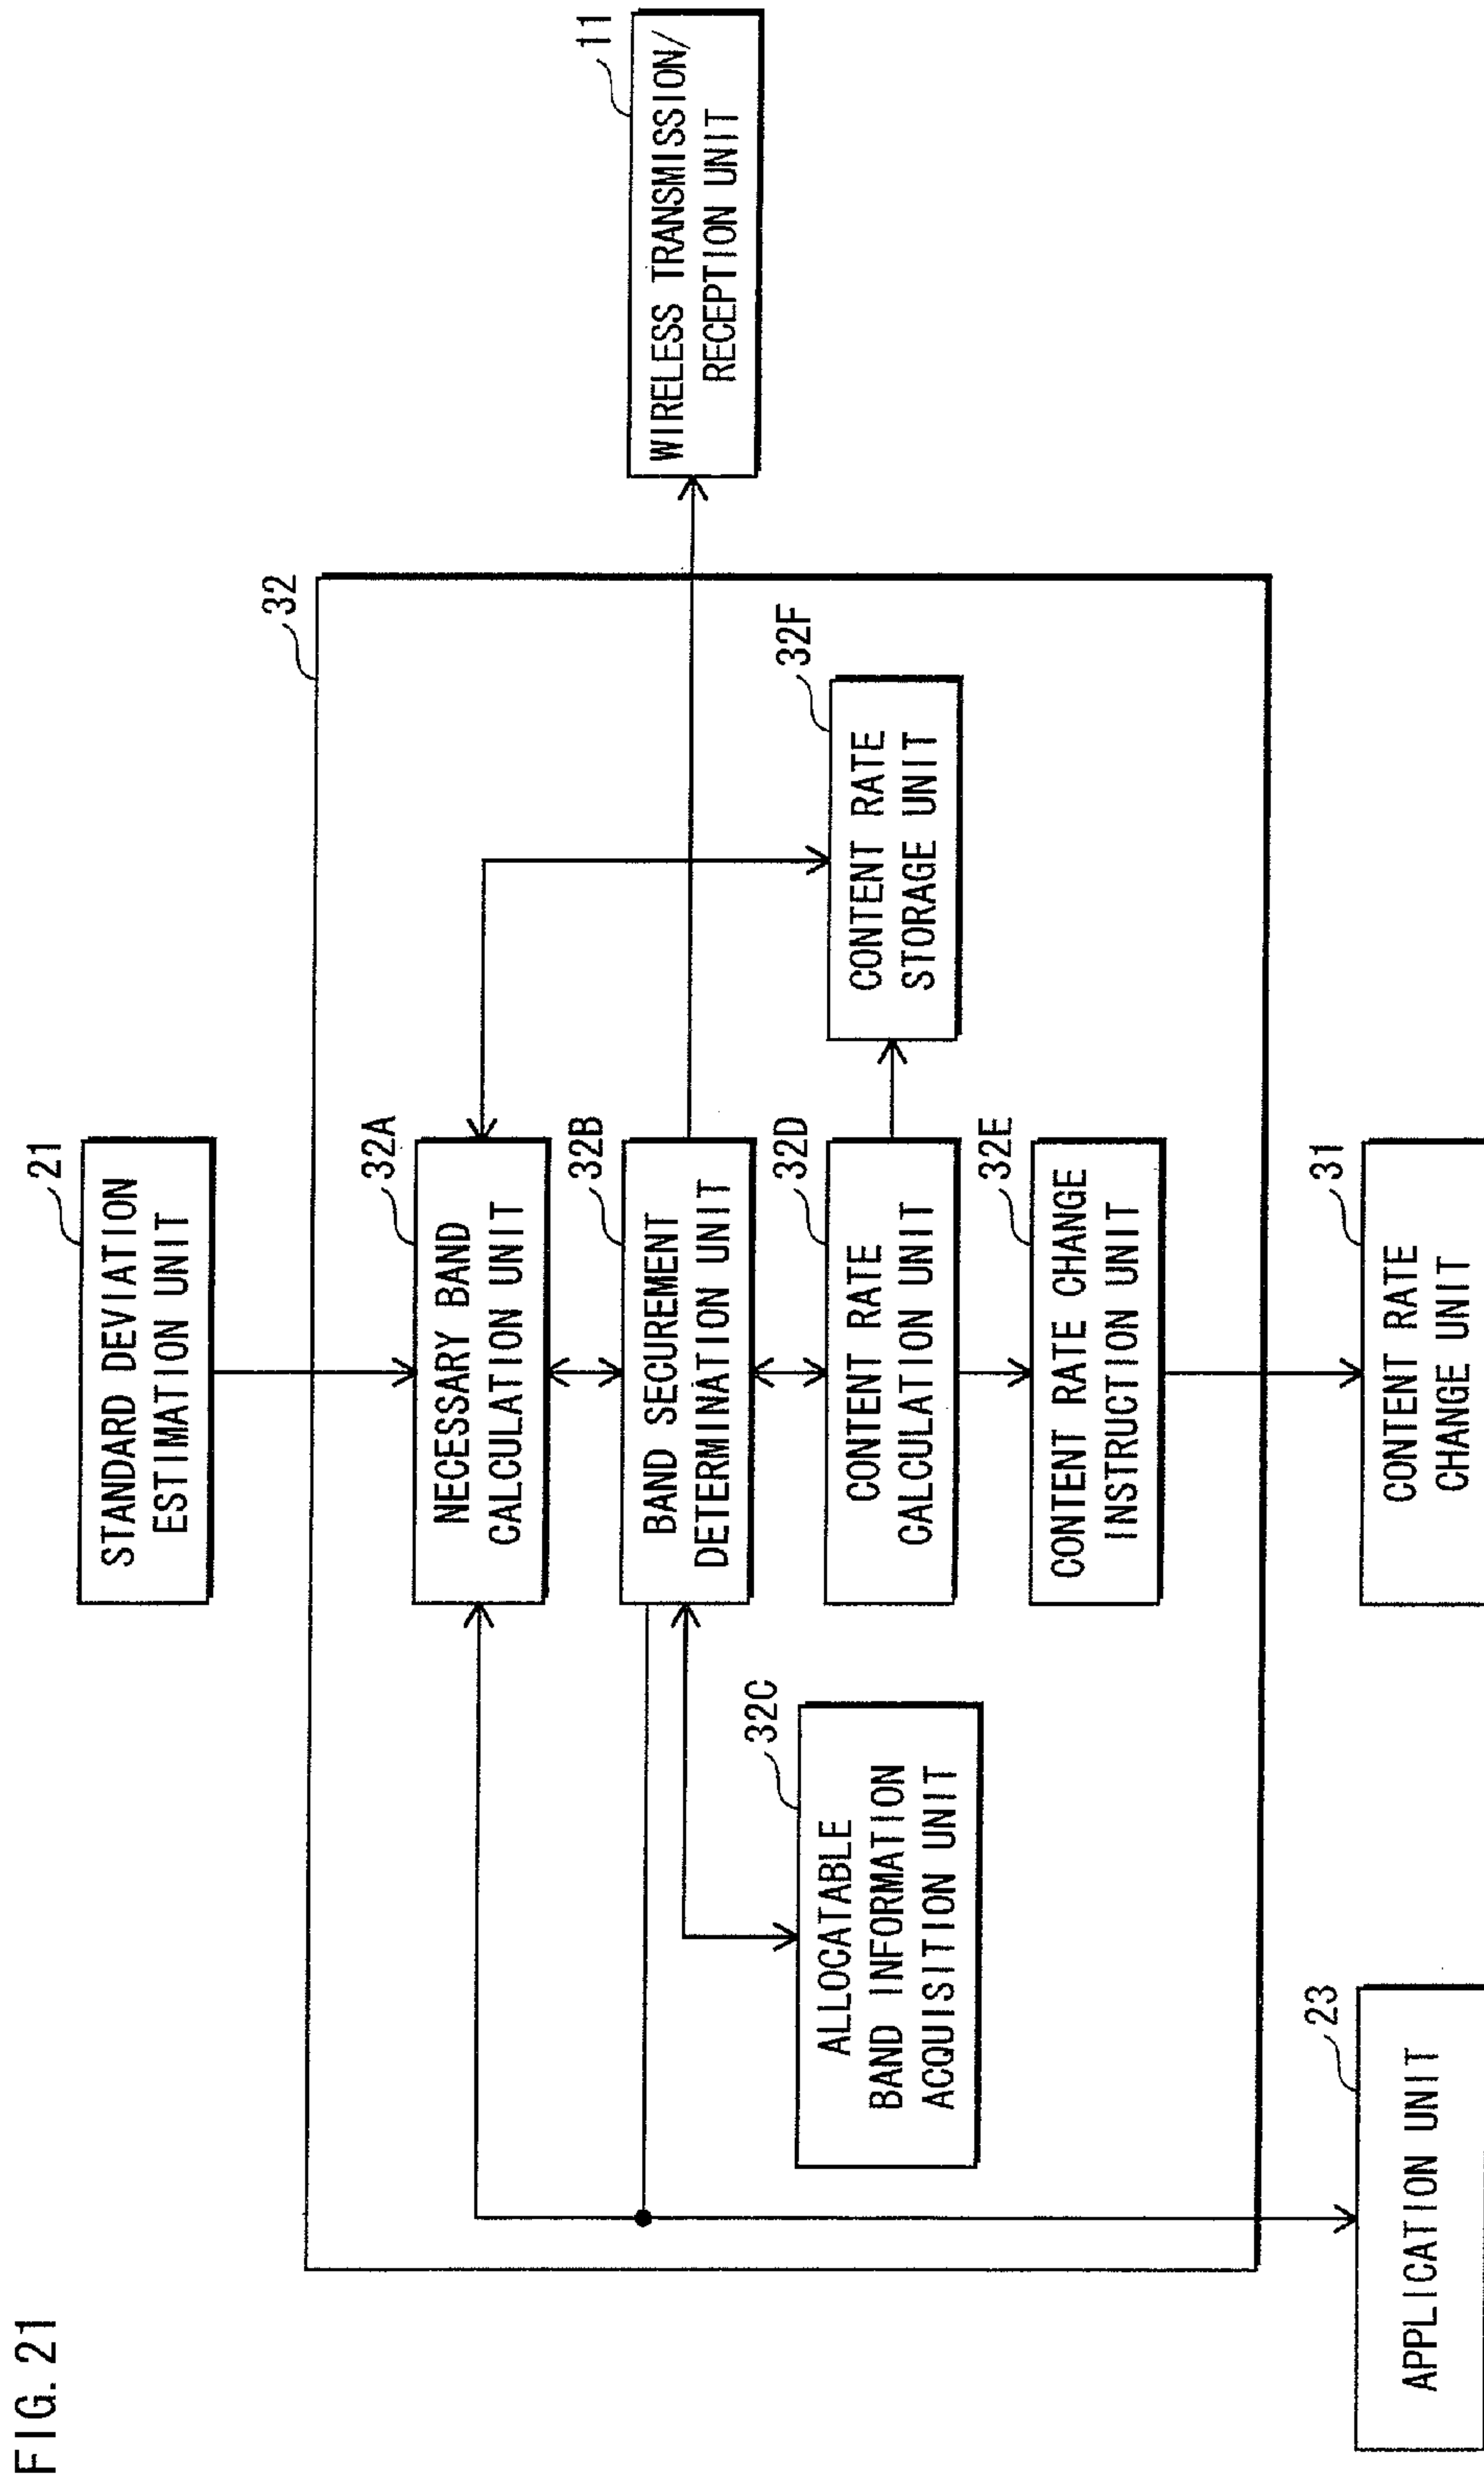 FIG. 21
21
STANDARD DEVIATION
ESTIMATION UNIT
32
11
WIRELESS TRANSMISSION/
RECEPTION UNIT
32A
NECESSARY BAND
CALCULATION UNIT
32B
BAND SECUREMENT
DETERMINATION UNIT
32C
ALLOCATABLE
BAND INFORMATION
ACQUISITION UNIT
32D
CONTENT RATE
CALCULATION UNIT
32F
CONTENT RATE
STORAGE UNIT
32E
CONTENT RATE CHANGE
INSTRUCTION UNIT
23
APPLICATION UNIT
31
CONTENT RATE
CHANGE UNIT